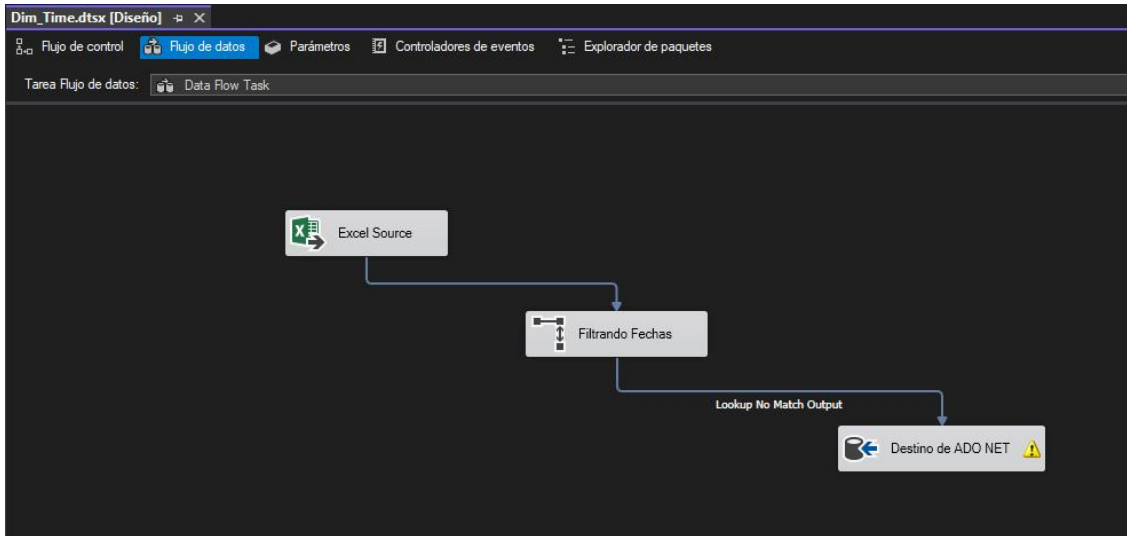 Dim_Time.dtsx [Diseño]
Flujo de control Flujo de datos Parámetros Controladores de eventos Explorador de paquetes
Tarea Flujo de datos: Data Flow Task
Excel Source
Filtrando Fechas
Lookup No Match Output
Destino de ADO NET